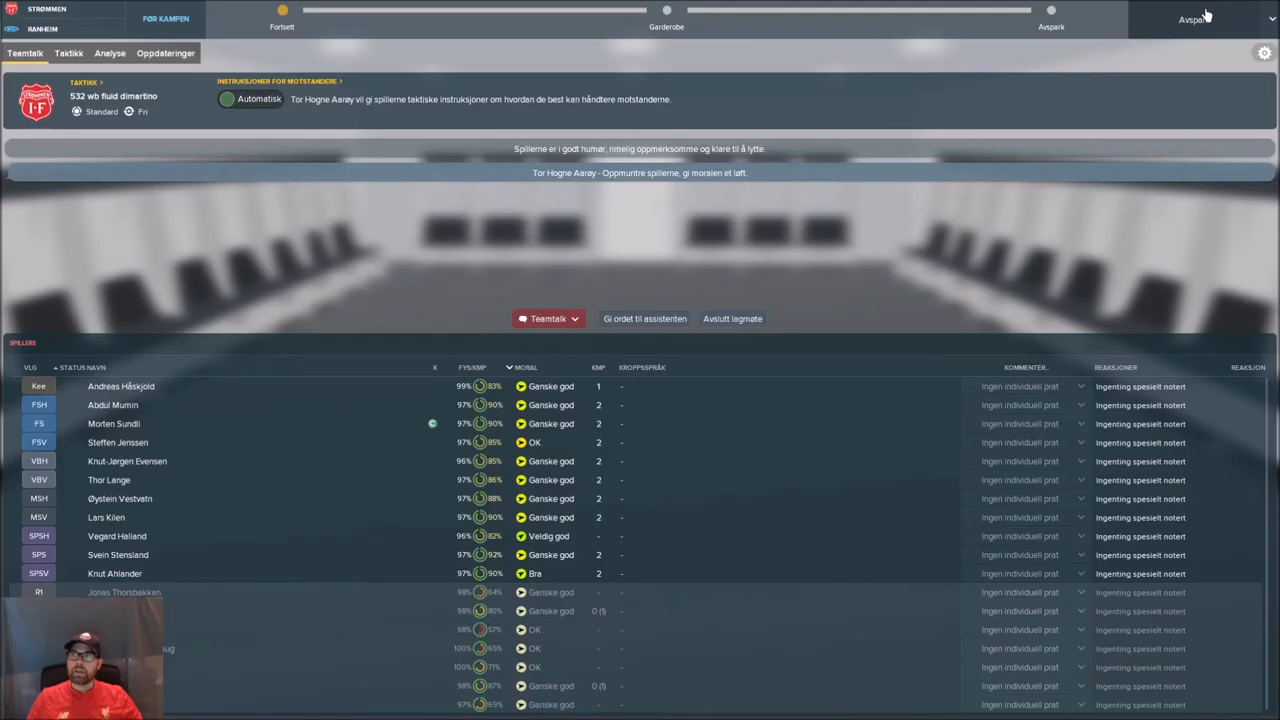 STRØMMEN
RANHEIM
FØR KAMPEN
Fortsett
Garderobe
Avspark
Teamtalk Taktikk Analyse Oppdateringer
TAKTIKK >
532 wb fluid dimartino
Standard Fri
INSTRUKSJONER FOR MOTSTANDERE >
Automatisk Tor Hogne Aarøy vil gi spillerne taktiske instruksjoner om hvordan de best kan håndtere motstanderne.
Spillerne er i godt humør, rimelig oppmerksomme og klare til å lytte.
Tor Hogne Aarøy - Oppmuntre spillerne, gi moralen et løft.
Teamtalk Gi ordet til assistenten Avslutt lagmøte
SPILLERE
VLG STATUS NAVN K FYS/KMP MORAL KMP KROPPSSPRÅK KOMMENTÉR... REAKSJONER REAKSJON
Kee Andreas Håskjold 99% 83% Ganske god 1 - Ingen individuell prat Ingenting spesielt notert
FSH Abdul Mumin 97% 90% Ganske god 2 - Ingen individuell prat Ingenting spesielt notert
FS Morten Sundli C 97% 90% Ganske god 2 - Ingen individuell prat Ingenting spesielt notert
FSV Steffen Jenssen 97% 85% OK 2 - Ingen individuell prat Ingenting spesielt notert
VBH Knut-Jørgen Evensen 96% 85% Ganske god 2 - Ingen individuell prat Ingenting spesielt notert
VBV Thor Lange 97% 86% Ganske god 2 - Ingen individuell prat Ingenting spesielt notert
MSH Øystein Vestvatn 97% 88% Ganske god 2 - Ingen individuell prat Ingenting spesielt notert
MSV Lars Kilen 97% 90% Ganske god 2 - Ingen individuell prat Ingenting spesielt notert
SPSH Vegard Halland 96% 82% Veldig god - - Ingen individuell prat Ingenting spesielt notert
SPS Svein Stensland 97% 92% Ganske god 2 - Ingen individuell prat Ingenting spesielt notert
SPSV Knut Ahlander 97% 90% Bra 2 - Ingen individuell prat Ingenting spesielt notert
R1 Jonas Thorsbakken 98% 64% Ganske god - - Ingen individuell prat Ingenting spesielt notert
98% 80% Ganske god 0 (1) - Ingen individuell prat Ingenting spesielt notert
98% 57% OK - - Ingen individuell prat Ingenting spesielt notert
aug 100% 65% OK - - Ingen individuell prat Ingenting spesielt notert
100% 71% OK - - Ingen individuell prat Ingenting spesielt notert
98% 87% Ganske god 0 (1) - Ingen individuell prat Ingenting spesielt notert
97% 69% Ganske god - - Ingen individuell prat Ingenting spesielt notert